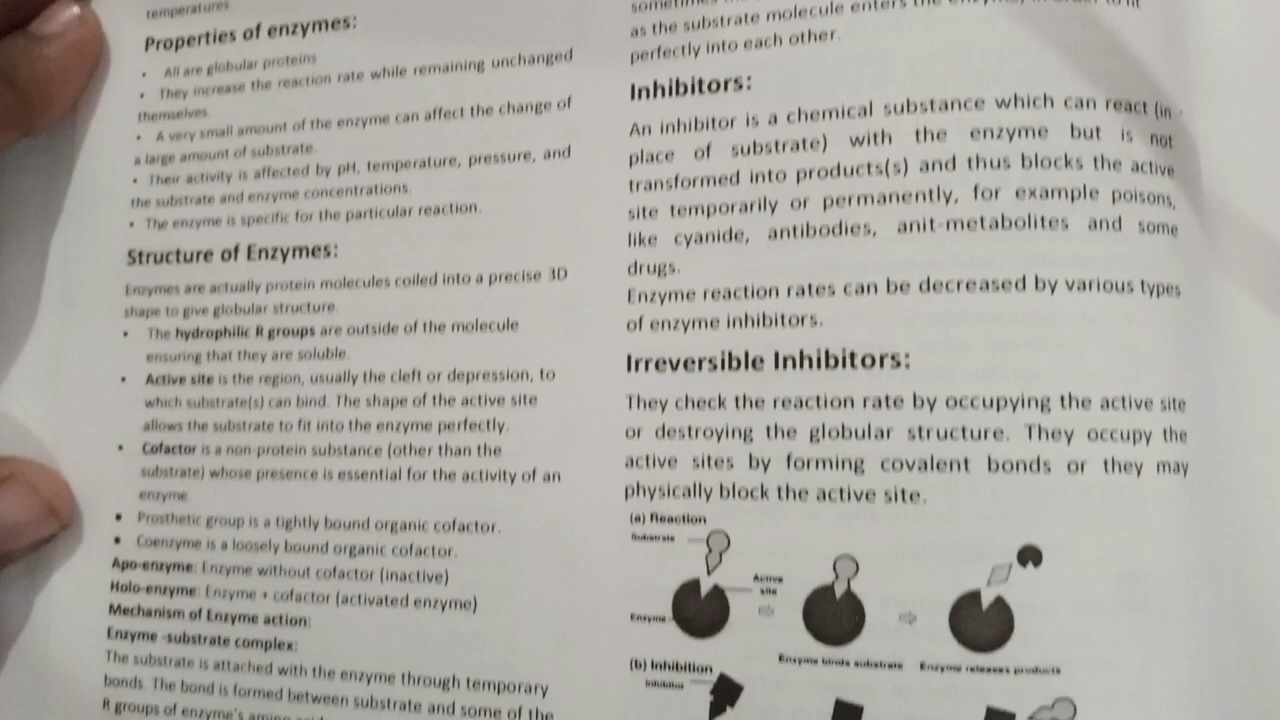 temperatures.
Properties of enzymes:
• All are globular proteins
• They increase the reaction rate while remaining unchanged
themselves.
• A very small amount of the enzyme can affect the change of
a large amount of substrate.
• Their activity is affected by pH, temperature, pressure, and
the substrate and enzyme concentrations.
• The enzyme is specific for the particular reaction.
Structure of Enzymes:
Enzymes are actually protein molecules coiled into a precise 3D
shape to give globular structure.
• The hydrophilic R groups are outside of the molecule
ensuring that they are soluble.
• Active site is the region, usually the cleft or depression, to
which substrate(s) can bind. The shape of the active site
allows the substrate to fit into the enzyme perfectly.
• Cofactor is a non-protein substance (other than the
substrate) whose presence is essential for the activity of an
enzyme.
• Prosthetic group is a tightly bound organic cofactor.
• Coenzyme is a loosely bound organic cofactor.
Apo-enzyme: Enzyme without cofactor (inactive)
Holo-enzyme: Enzyme + cofactor (activated enzyme)
Mechanism of Enzyme action:
Enzyme -substrate complex:
The substrate is attached with the enzyme through temporary
bonds. The bond is formed between substrate and some of the
R groups of enzyme's amino
sometimes
as the substrate molecule enters the
perfectly into each other.
Inhibitors:
An inhibitor is a chemical substance which can react (in
place of substrate) with the enzyme but is not
transformed into products(s) and thus blocks the active
site temporarily or permanently, for example poisons,
like cyanide, antibodies, anit-metabolites and some
drugs.
Enzyme reaction rates can be decreased by various types
of enzyme inhibitors.
Irreversible Inhibitors:
They check the reaction rate by occupying the active site
or destroying the globular structure. They occupy the
active sites by forming covalent bonds or they may
physically block the active site.
(a) Reaction
Substrate
Active
site
Enzyme
Enzyme binds substrate
Enzyme releases products
(b) Inhibition
Inhibitor